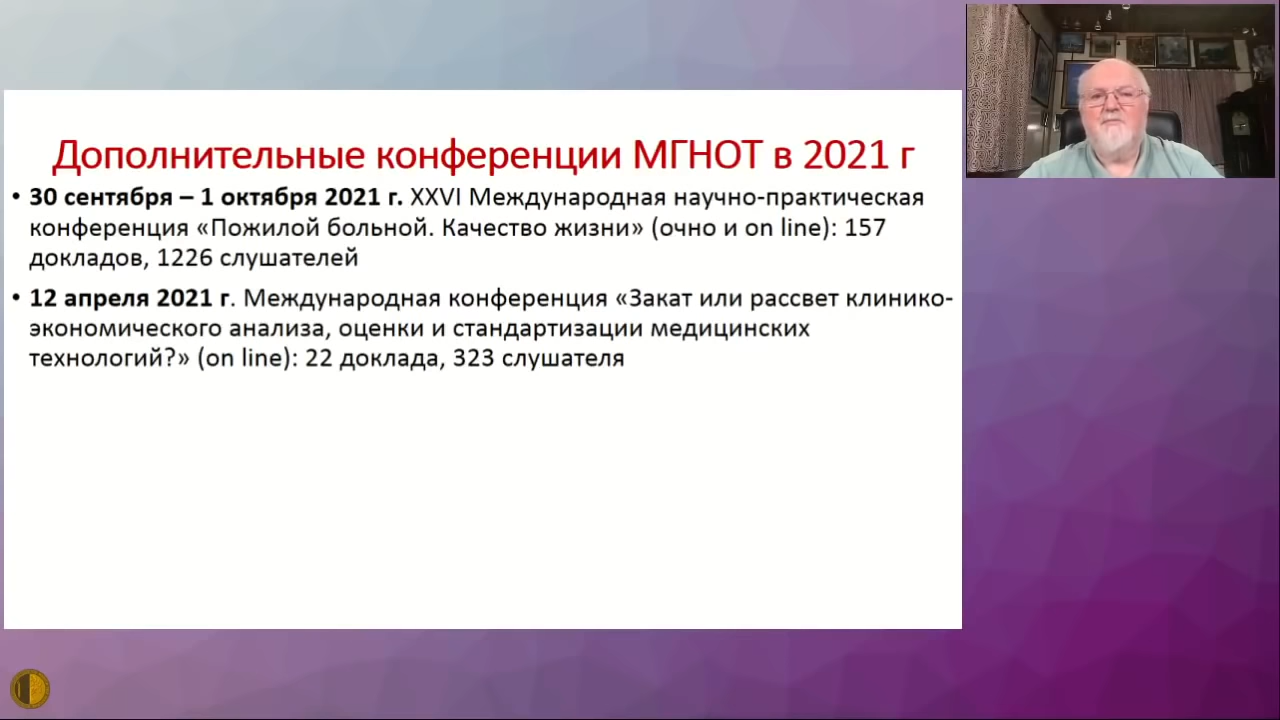 Дополнительные конференции МГНОТ в 2021 г
• 30 сентября – 1 октября 2021 г. XXVI Международная научно-практическая
конференция «Пожилой больной. Качество жизни» (очно и on line): 157
докладов, 1226 слушателей
• 12 апреля 2021 г. Международная конференция «Закат или рассвет клинико-
экономического анализа, оценки и стандартизации медицинских
технологий?» (on line): 22 доклада, 323 слушателя